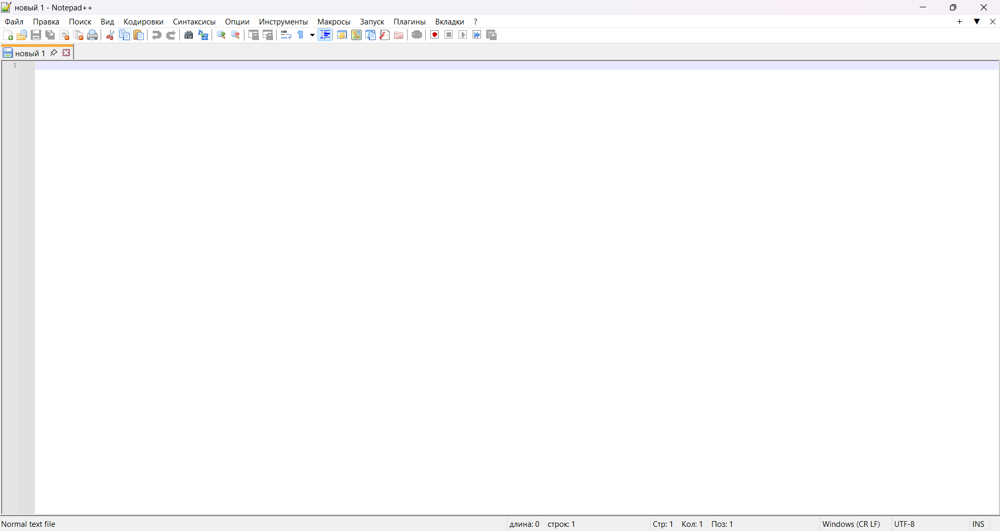 новый 1 - Notepad++
Файл Правка Поиск Вид Кодировки Синтаксисы Опции Инструменты Макросы Запуск Плагины Вкладки ?
новый 1
1
Normal text file длина: 0 строк: 1 Стр: 1 Кол: 1 Поз: 1 Windows (CR LF) UTF-8 INS